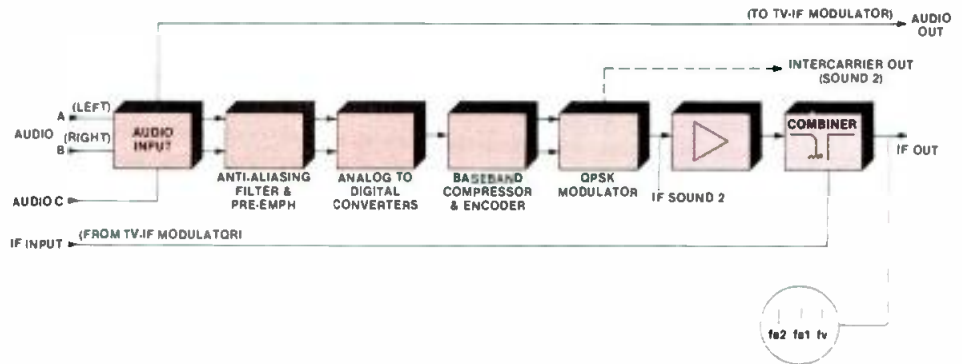 (TO TV-IF MODULATOR)
AUDIO
OUT
INTERCARRIER OUT
(SOUND 2)
(LEFT)
A
AUDIO
(RIGHT)
B
AUDIO
INPUT
COMBINER
IF OUT
ANTI-ALIASING
FILTER &
PRE-EMPH
ANALOG TO
DIGITAL
CONVERTERS
BASEBAND
COMPRESSOR
& ENCODER
QPSK
MODULATOR
IF SOUND 2
AUDIO C
IF INPUT
(FROM TV-IF MODULATOR)
fs2 fs1 fv